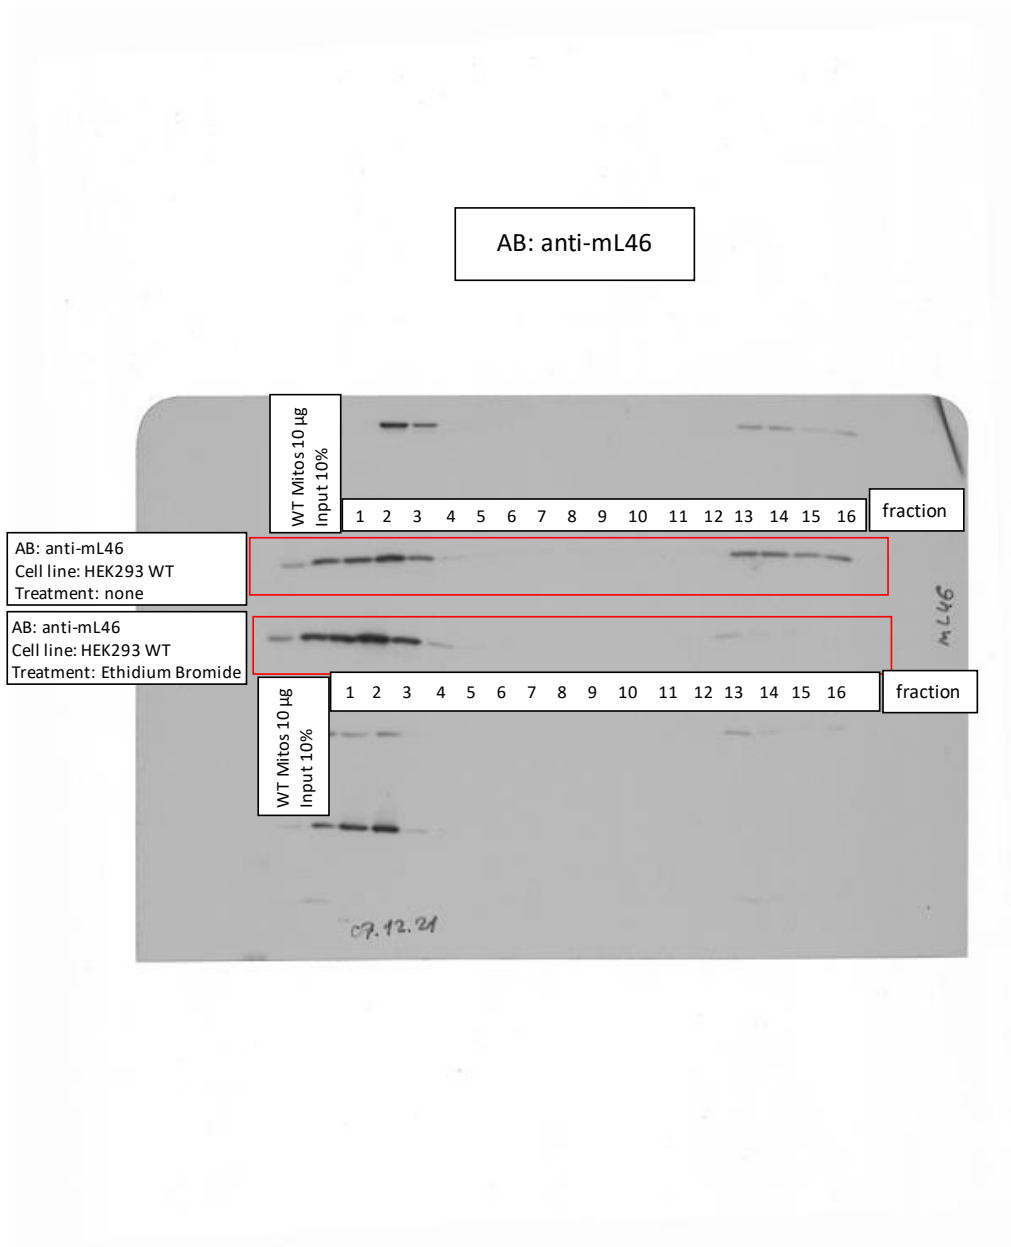 AB: anti-mL46
WT Mitos 10 µg
Input 10%
1 2 3 4 5 6 7 8 9 10 11 12 13 14 15 16
fraction
AB: anti-mL46
Cell line: HEK293 WT
Treatment: none
mL46
AB: anti-mL46
Cell line: HEK293 WT
Treatment: Ethidium Bromide
WT Mitos 10 µg
Input 10%
1 2 3 4 5 6 7 8 9 10 11 12 13 14 15 16
fraction
07.12.21